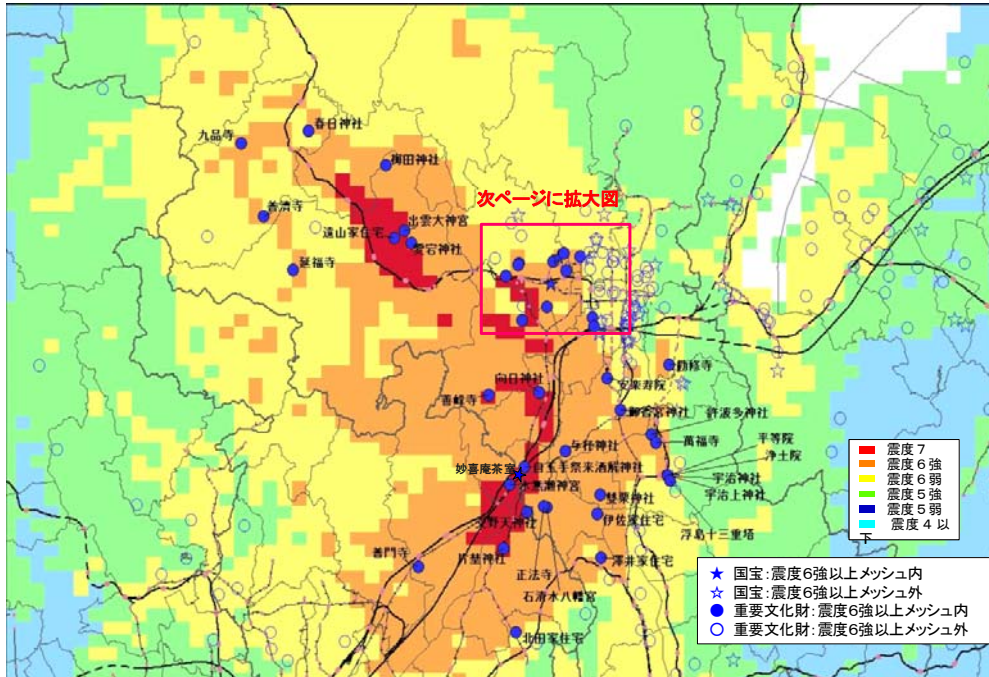 春日神社
九品寺
梅田神社
次ページに拡大図
善濟寺
出雲大神宮
遠山家住宅
愛宕神社
延福寺
勧修寺
向日神社
安楽寿院
善峰寺
御香宮神社
許波多神社
萬福寺
平等院
与杼神社
浄土院
妙喜庵茶室
自玉手祭来酒解神社
宇治神社
水無瀬神宮
宇治上神社
雙栗神社
交野天神社
伊佐家住宅
浮島十三重塔
善門寺
片埜神社
澤井家住宅
正法寺
石清水八幡宮
北田家住宅
震度7
震度6強
震度6弱
震度5強
震度5弱
震度4以
下
★ 国宝:震度6強以上メッシュ内
☆ 国宝:震度6強以上メッシュ外
● 重要文化財:震度6強以上メッシュ内
○ 重要文化財:震度6強以上メッシュ外